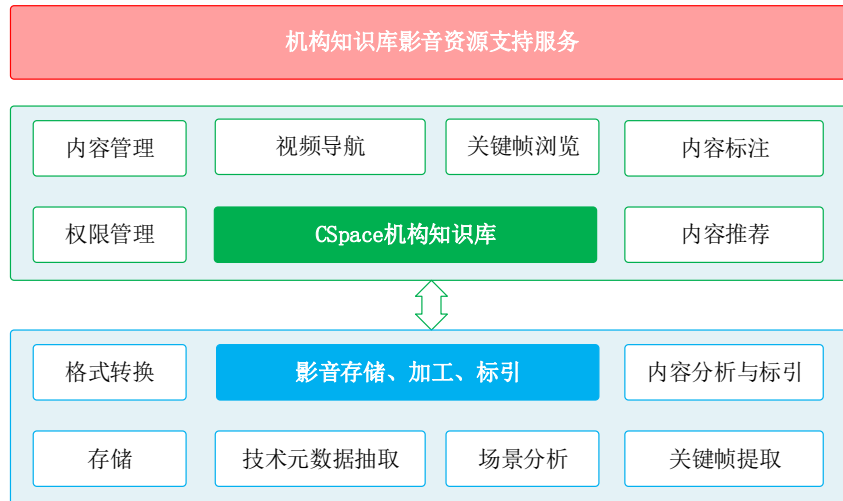 机构知识库影音资源支持服务
内容管理
视频导航
关键帧浏览
内容标注
权限管理
CSpace机构知识库
内容推荐
格式转换
影音存储、加工、标引
内容分析与标引
存储
技术元数据抽取
场景分析
关键帧提取